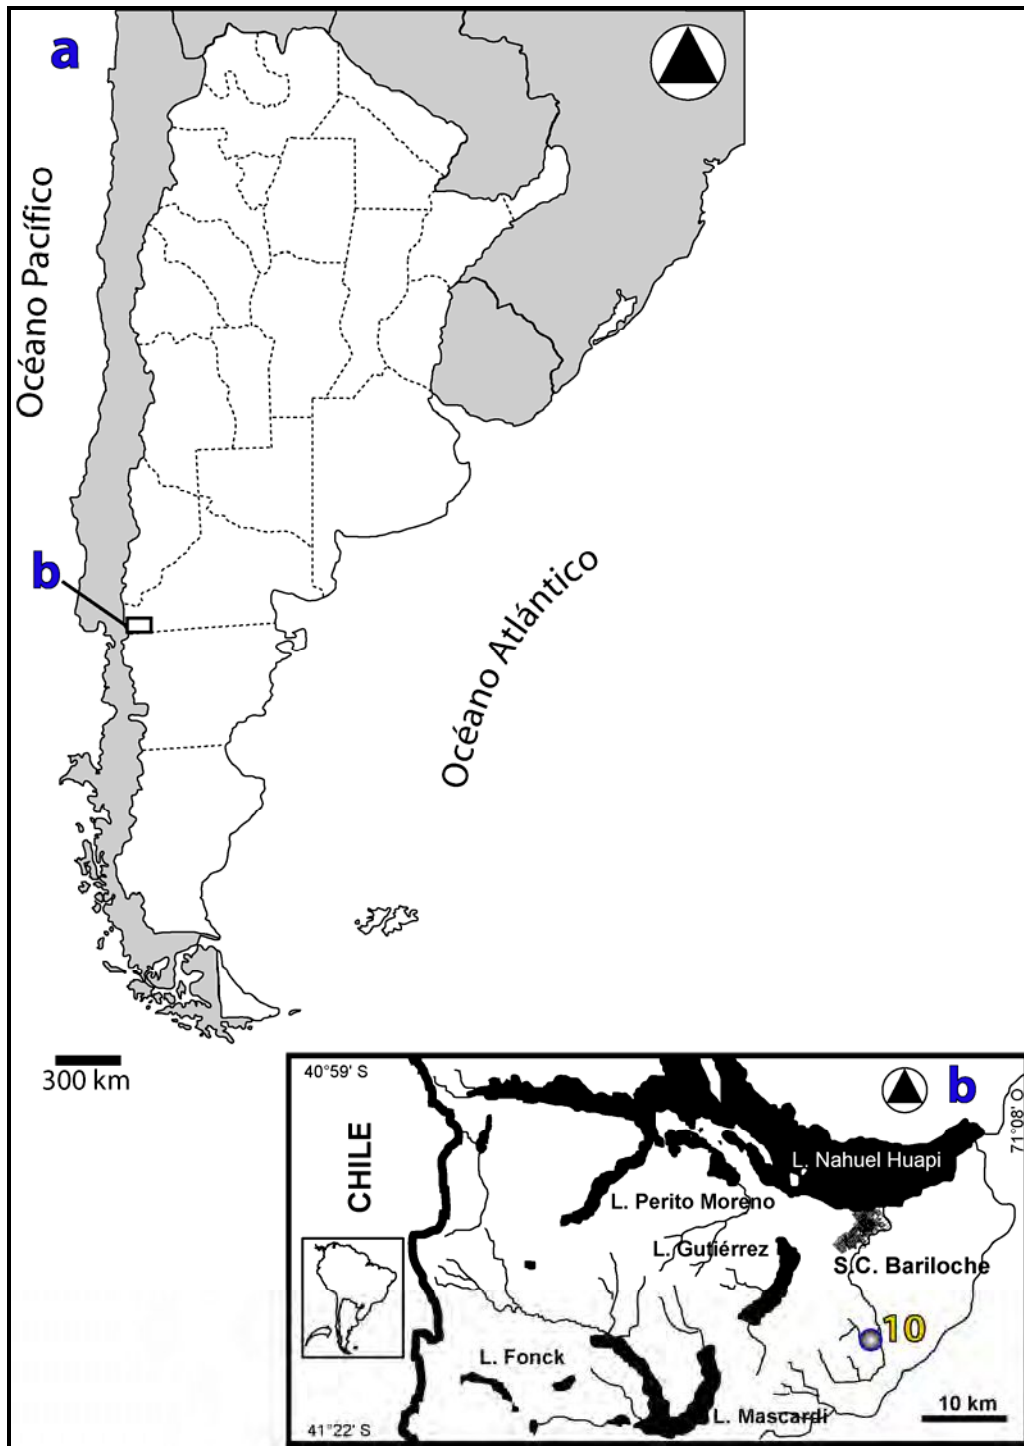 a
Océano Pacífico
b
Océano Atlántico
300 km
40°59' S
b
71°08' O
CHILE
L. Nahuel Huapi
L. Perito Moreno
L. Gutiérrez
S.C. Bariloche
10
L. Fonck
10 km
L. Mascardi
41°22' S